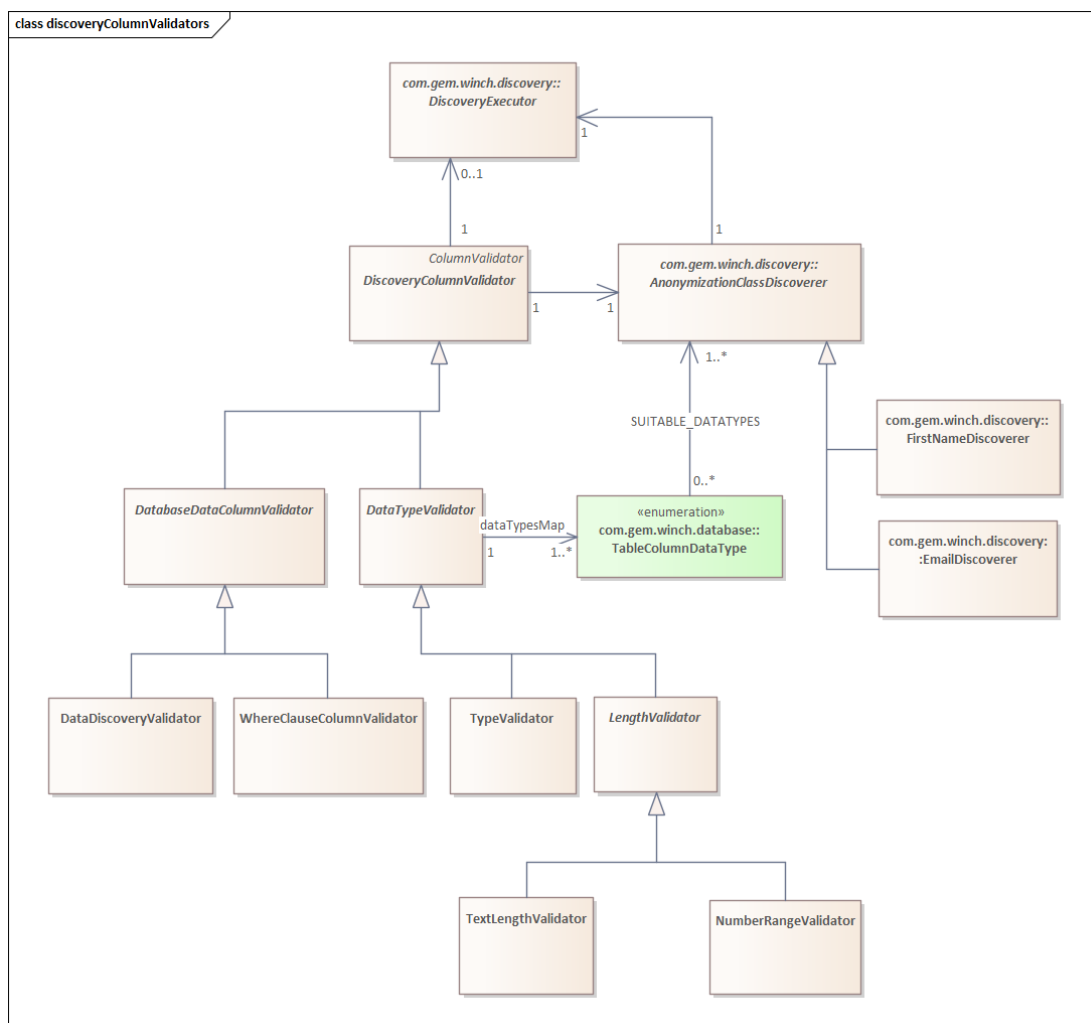 class discoveryColumnValidators
com.gem.winch.discovery::
DiscoveryExecutor
1
0..1
1
1
ColumnValidator
DiscoveryColumnValidator
com.gem.winch.discovery::
AnonymizationClassDiscoverer
1
1
1..*
SUITABLE_DATATYPES
com.gem.winch.discovery::
FirstNameDiscoverer
0..*
DatabaseDataColumnValidator
DataTypeValidator
dataTypesMap
1
1..*
«enumeration»
com.gem.winch.database::
TableColumnDataType
com.gem.winch.discovery:
:EmailDiscoverer
DataDiscoveryValidator
WhereClauseColumnValidator
TypeValidator
LengthValidator
TextLengthValidator
NumberRangeValidator